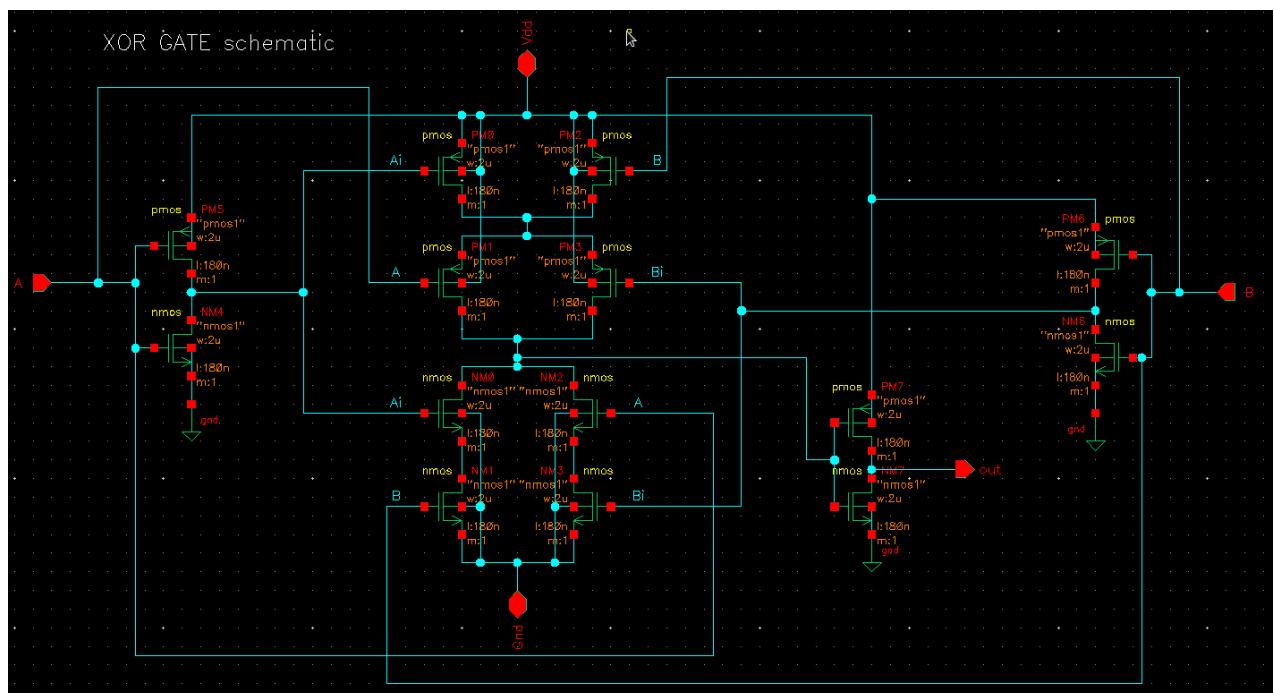 XOR GATE schematic
Vdd
pmos PM0 PM2 pmos
"pmos1" "pmos1"
Ai w:2u w:2u B
l:180n l:180n
m:1 m:1
pmos PM5
"pmos1"
w:2u
l:180n
m:1
PM6 pmos
"pmos1"
w:2u
l:180n
m:1
pmos PM1 PM3 pmos
"pmos1" "pmos1"
A w:2u w:2u Bi
l:180n l:180n
m:1 m:1
A
B
nmos NM4
"nmos1"
w:2u
l:180n
m:1
gnd
NM6 nmos
"nmos1"
w:2u
l:180n
m:1
gnd
nmos NM0 NM2 nmos
"nmos1" "nmos1"
Ai w:2u w:2u A
l:180n l:180n
m:1 m:1
pmos PM7
"pmos1"
w:2u
l:180n
m:1
out
nmos NM1 NM3 nmos
"nmos1" "nmos1"
B w:2u w:2u Bi
l:180n l:180n
m:1 m:1
nmos NM7
"nmos1"
w:2u
l:180n
m:1
gnd
Gnd